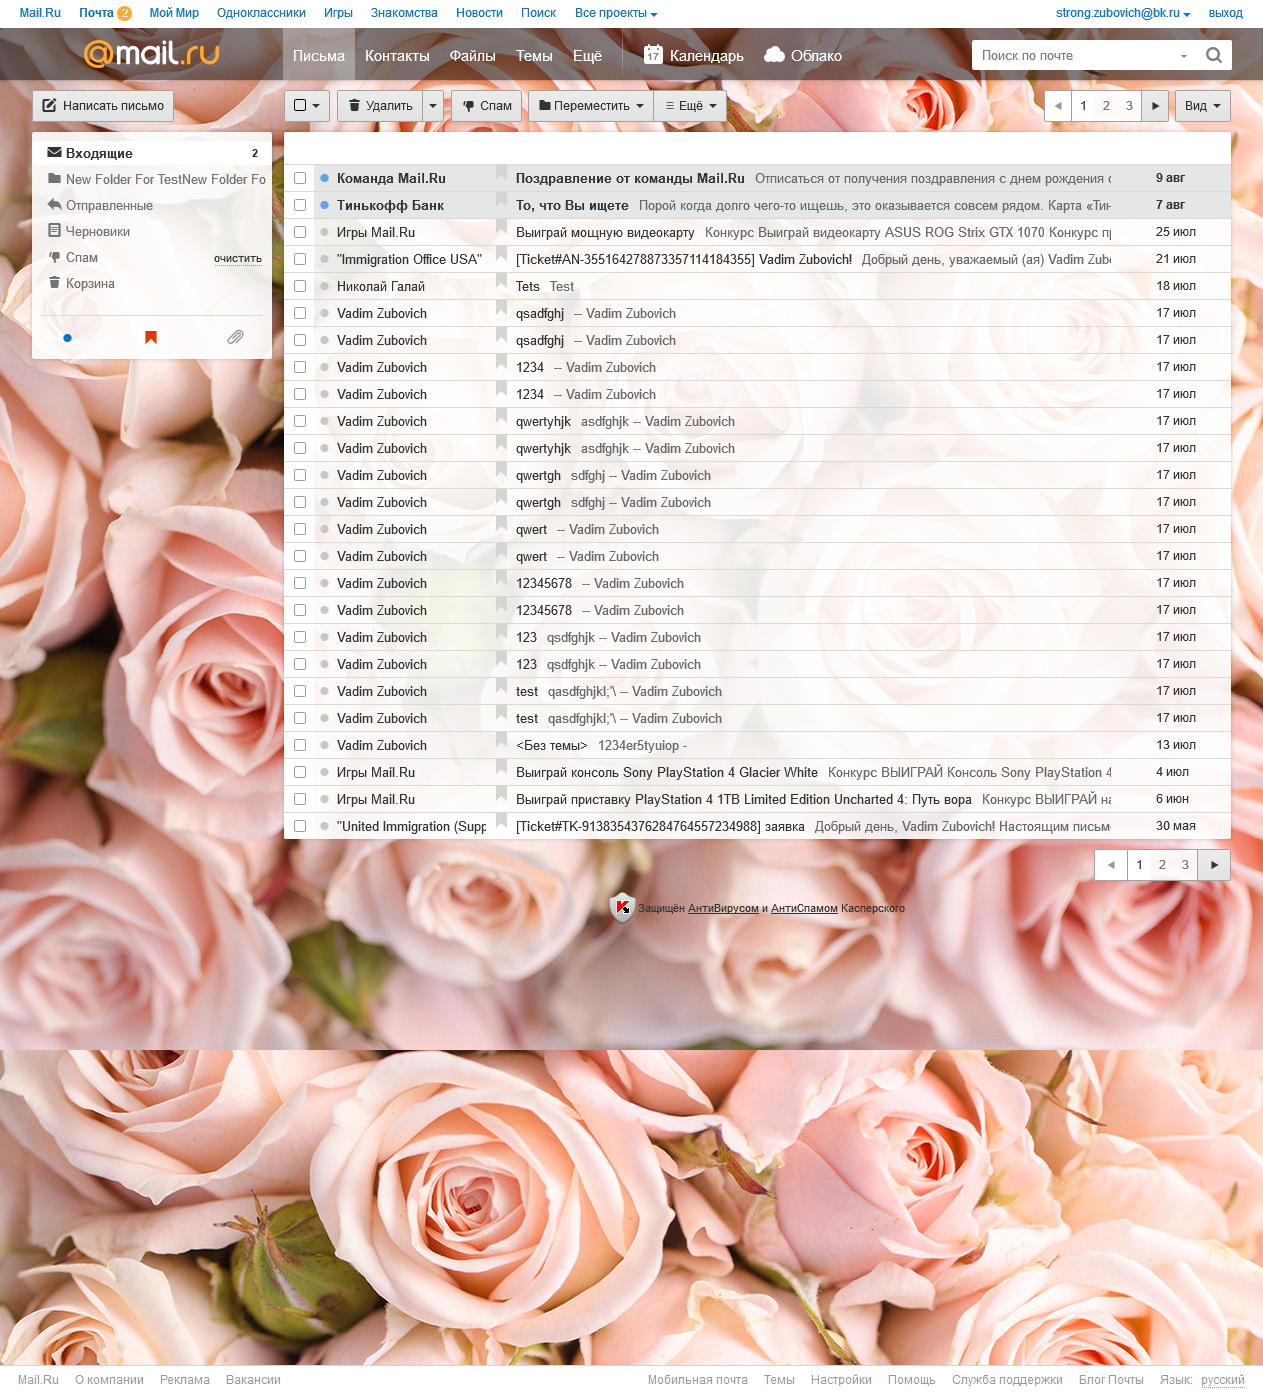 Mail.Ru Почта 2 Мой Мир Одноклассники Игры Знакомства Новости Поиск Все проекты strong.zubovich@bk.ru выход
@mail.ru Письма Контакты Файлы Темы Ещё 17 Календарь Облако Поиск по почте
Написать письмо Удалить Спам Переместить Ещё 1 2 3 Вид
Входящие 2
New Folder For TestNew Folder Fo
Отправленные
Черновики
Спам очистить
Корзина
Команда Mail.Ru Поздравление от команды Mail.Ru Отписаться от получения поздравления с днем рождения 9 авг
Тинькофф Банк То, что Вы ищете Порой когда долго чего-то ищешь, это оказывается совсем рядом. Карта «Тин 7 авг
Игры Mail.Ru Выиграй мощную видеокарту Конкурс Выиграй видеокарту ASUS ROG Strix GTX 1070 Конкурс пр 25 июл
"Immigration Office USA" [Ticket#AN-355164278873357114184355] Vadim Zubovich! Добрый день, уважаемый (ая) Vadim Zubo 21 июл
Николай Галай Tets Test 18 июл
Vadim Zubovich qsadfghj -- Vadim Zubovich 17 июл
Vadim Zubovich qsadfghj -- Vadim Zubovich 17 июл
Vadim Zubovich 1234 -- Vadim Zubovich 17 июл
Vadim Zubovich 1234 -- Vadim Zubovich 17 июл
Vadim Zubovich qwertyhjk asdfghjk -- Vadim Zubovich 17 июл
Vadim Zubovich qwertyhjk asdfghjk -- Vadim Zubovich 17 июл
Vadim Zubovich qwertgh sdfghj -- Vadim Zubovich 17 июл
Vadim Zubovich qwertgh sdfghj -- Vadim Zubovich 17 июл
Vadim Zubovich qwert -- Vadim Zubovich 17 июл
Vadim Zubovich qwert -- Vadim Zubovich 17 июл
Vadim Zubovich 12345678 -- Vadim Zubovich 17 июл
Vadim Zubovich 12345678 -- Vadim Zubovich 17 июл
Vadim Zubovich 123 qsdfghjk -- Vadim Zubovich 17 июл
Vadim Zubovich 123 qsdfghjk -- Vadim Zubovich 17 июл
Vadim Zubovich test qasdfghjkl;'\ -- Vadim Zubovich 17 июл
Vadim Zubovich test qasdfghjkl;'\ -- Vadim Zubovich 17 июл
Vadim Zubovich <Без темы> 1234er5tyuiop - 13 июл
Игры Mail.Ru Выиграй консоль Sony PlayStation 4 Glacier White Конкурс ВЫИГРАЙ Консоль Sony PlayStation 4 4 июл
Игры Mail.Ru Выиграй приставку PlayStation 4 1TB Limited Edition Uncharted 4: Путь вора Конкурс ВЫИГРАЙ на 6 июн
"United Immigration (Supp [Ticket#TK-9138354376284764557234988] заявка Добрый день, Vadim Zubovich! Настоящим письм 30 мая
1 2 3
Защищён АнтиВирусом и АнтиСпамом Касперского
Mail.Ru О компании Реклама Вакансии Мобильная почта Темы Настройки Помощь Служба поддержки Блог Почты Язык: русский